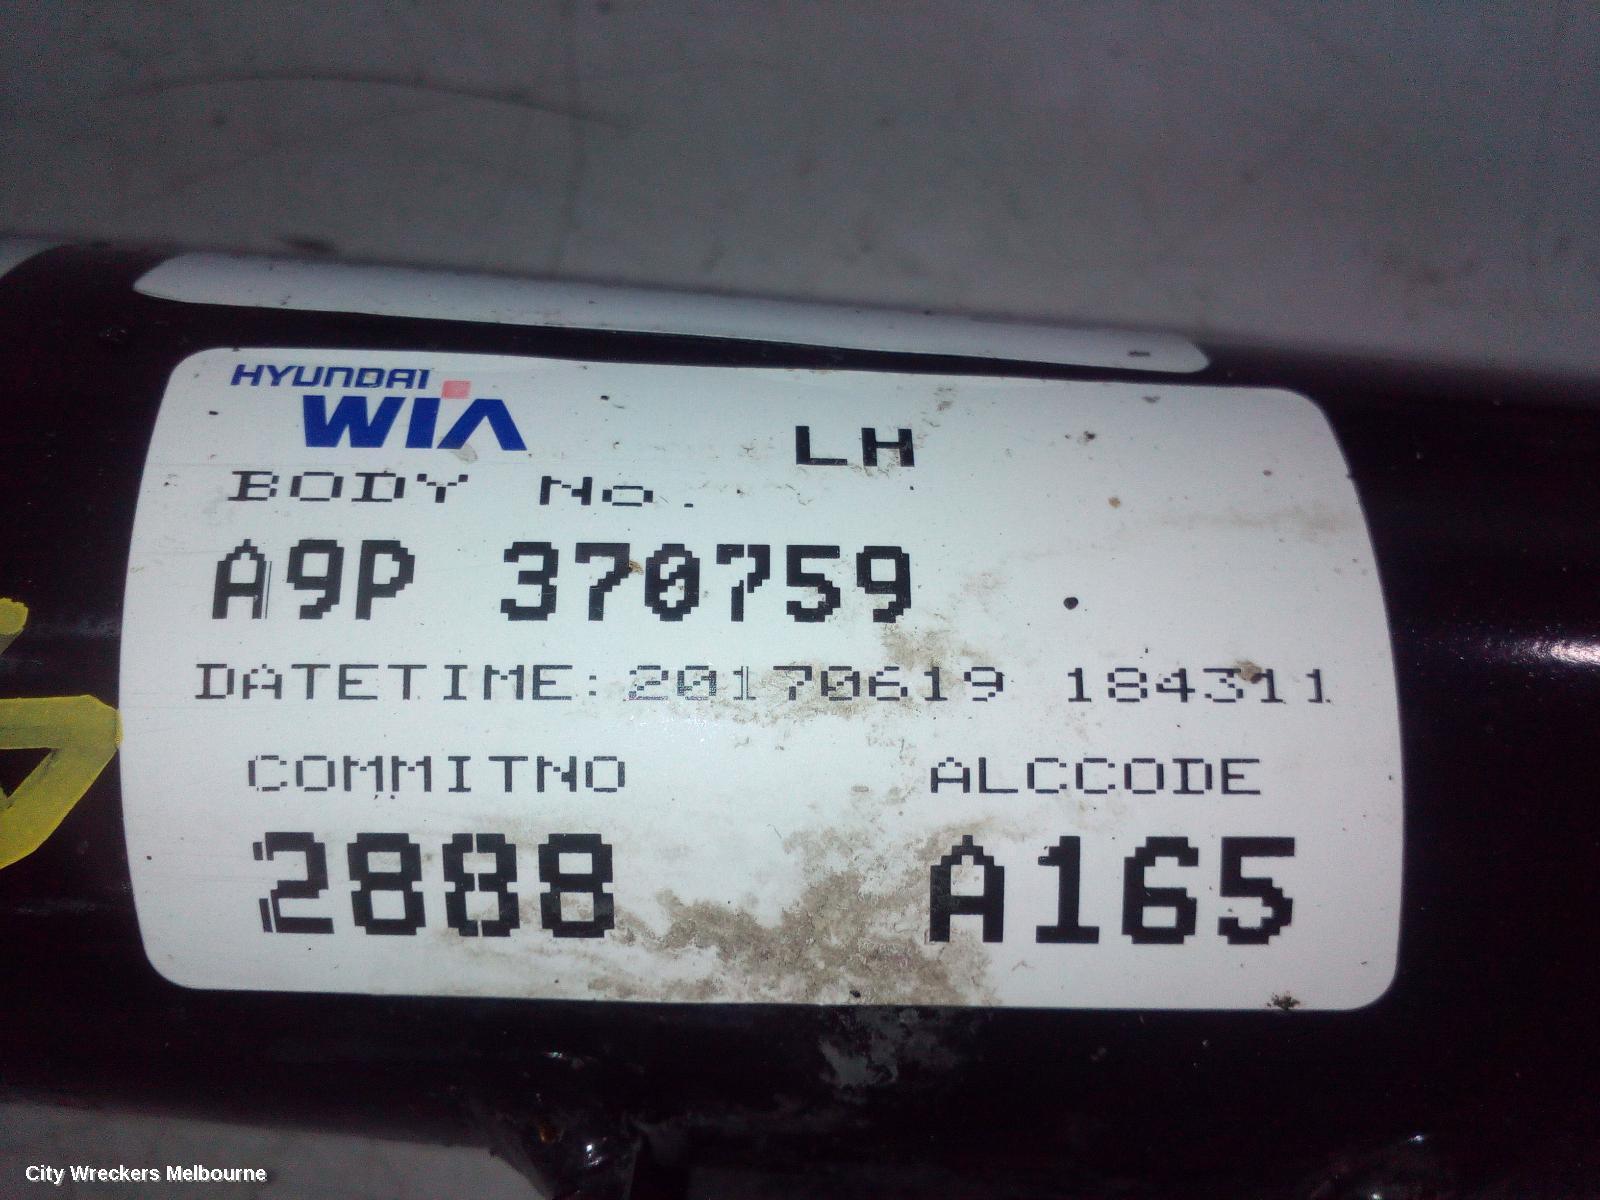 HYUNDAI
WIA
LH
BODY No.
A9P 370759
DATETIME: 20170619 184311
COMMITNO ALCCODE
2888 A165
City Wreckers Melbourne